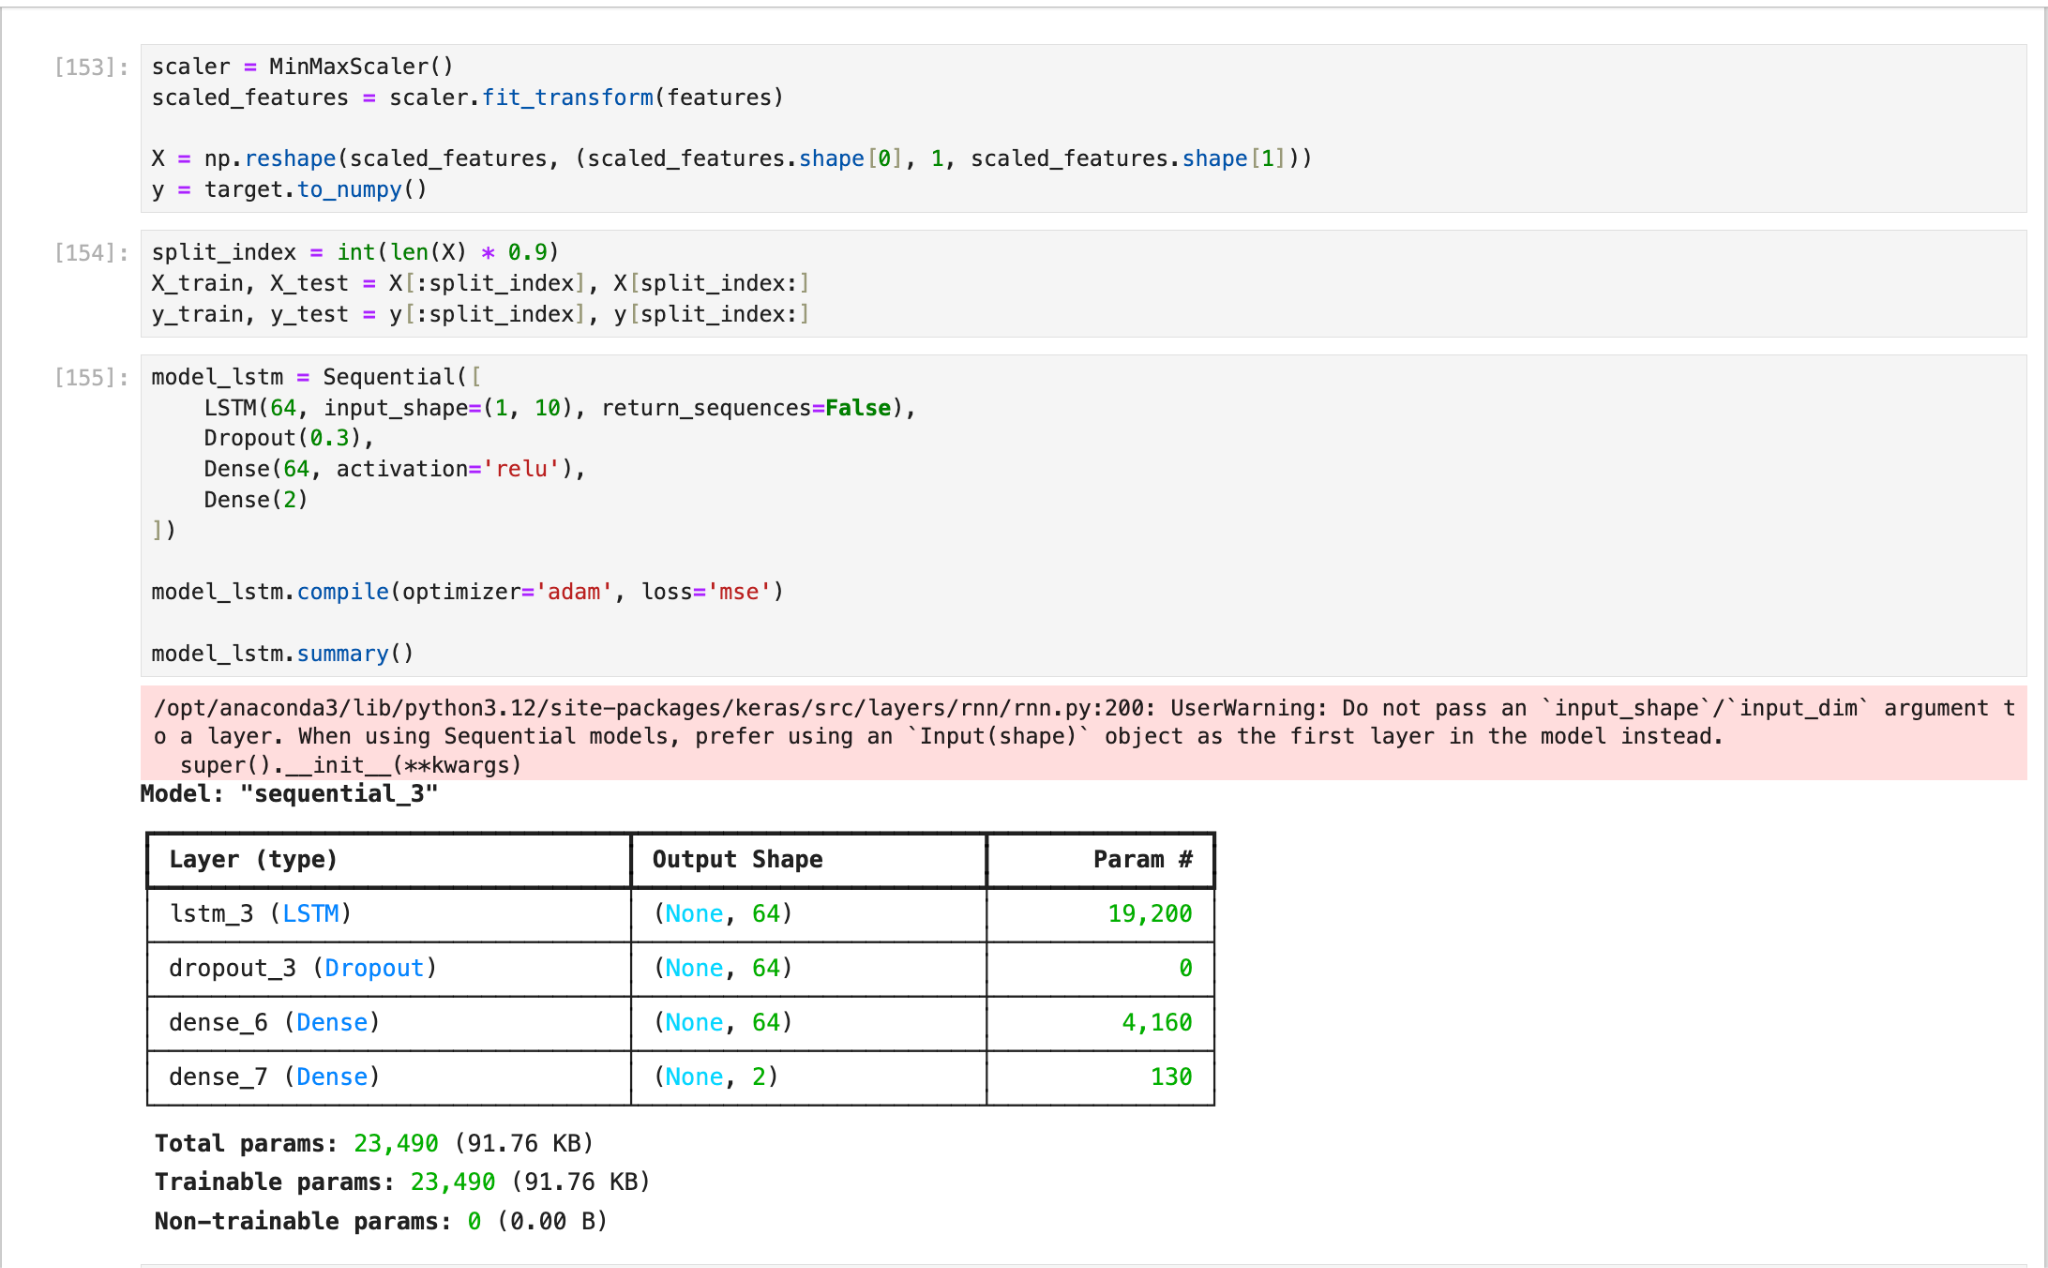 [153]: scaler = MinMaxScaler()
scaled_features = scaler.fit_transform(features)
X = np.reshape(scaled_features, (scaled_features.shape[0], 1, scaled_features.shape[1]))
y = target.to_numpy()
[154]: split_index = int(len(X) * 0.9)
X_train, X_test = X[:split_index], X[split_index:]
y_train, y_test = y[:split_index], y[split_index:]
[155]: model_lstm = Sequential([
    LSTM(64, input_shape=(1, 10), return_sequences=False),
    Dropout(0.3),
    Dense(64, activation='relu'),
    Dense(2)
])
model_lstm.compile(optimizer='adam', loss='mse')
model_lstm.summary()
/opt/anaconda3/lib/python3.12/site-packages/keras/src/layers/rnn/rnn.py:200: UserWarning: Do not pass an `input_shape`/`input_dim` argument t
o a layer. When using Sequential models, prefer using an `Input(shape)` object as the first layer in the model instead.
  super().__init__(**kwargs)
Model: "sequential_3"
Layer (type) Output Shape Param #
lstm_3 (LSTM) (None, 64) 19,200
dropout_3 (Dropout) (None, 64) 0
dense_6 (Dense) (None, 64) 4,160
dense_7 (Dense) (None, 2) 130
Total params: 23,490 (91.76 KB)
Trainable params: 23,490 (91.76 KB)
Non-trainable params: 0 (0.00 B)